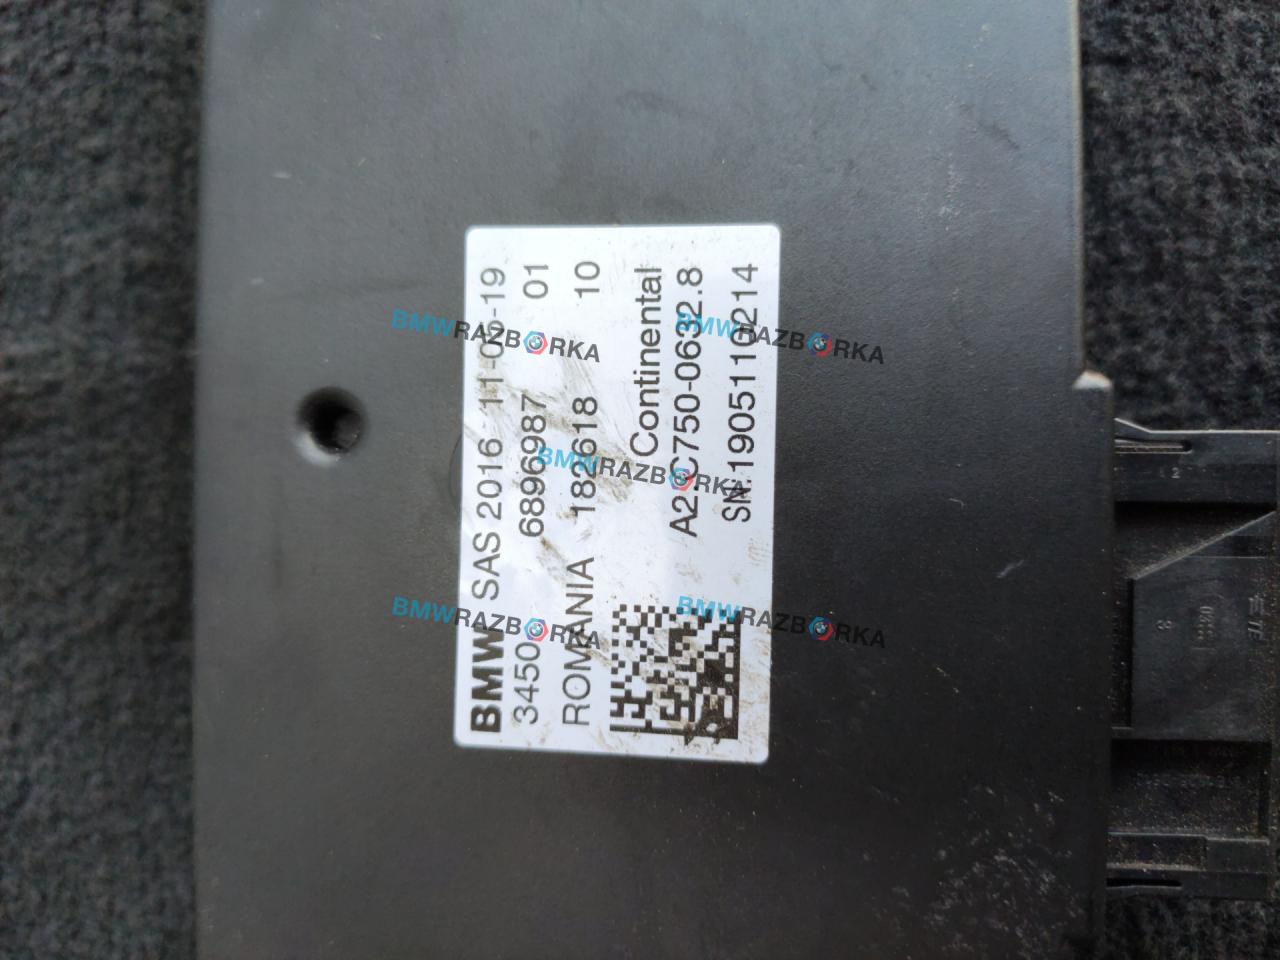 BMW SAS 2016 11-05-19
3450 6896987 01
ROMANIA 182618 10
Continental
A2C750-0632.8
SN:1905110214
BMWRAZBORKA
BMWRAZBORKA
BMWRAZBORKA
BMWRAZBORKA
BMWRAZBORKA